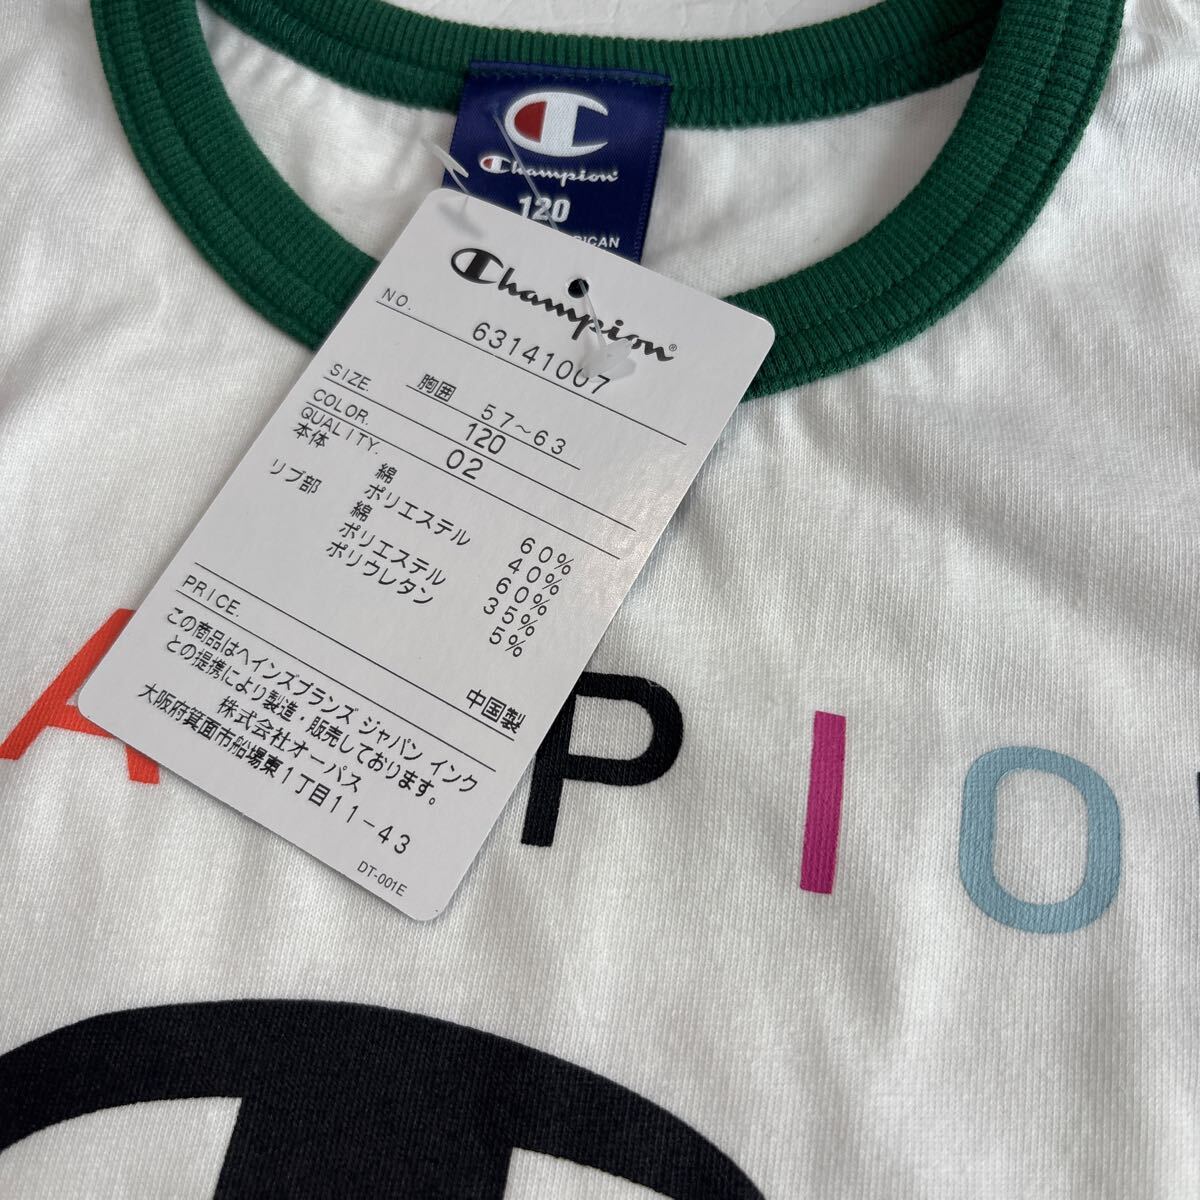 Champion
120
RICAN
Champion®
NO. 63141007
胸囲 57～63
SIZE. 120
COLOR. 02
QUALITY.
本体 綿 60%
ポリエステル 40%
リブ部 綿 60%
ポリエステル 35%
ポリウレタン 5%
PRICE.
中国製
この商品はヘインズブランズ ジャパン インク
との提携により製造・販売しております。
株式会社オーパス
大阪府箕面市船場東1丁目11-43
DT-001E
A PIO